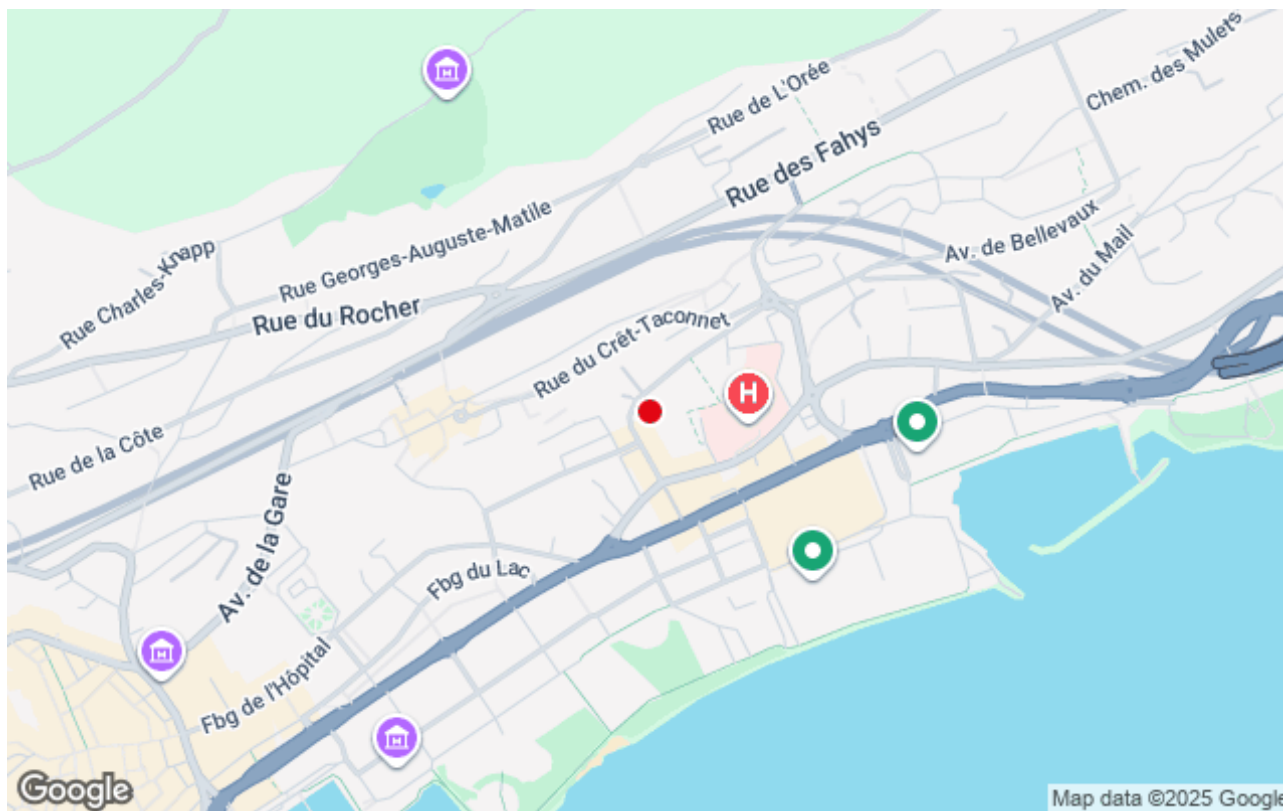 Rue de L'Orée
Chem. des Mulets
Rue des Fahys
Rue Charles-Knapp
Rue Georges-Auguste-Matile
Av. de Bellevaux
Av. du Mail
Rue du Rocher
Rue du Crêt-Taconnet
H
Rue de la Côte
Av. de la Gare
Fbg du Lac
M
Fbg de l'Hôpital
Google
Map data ©2025 Google